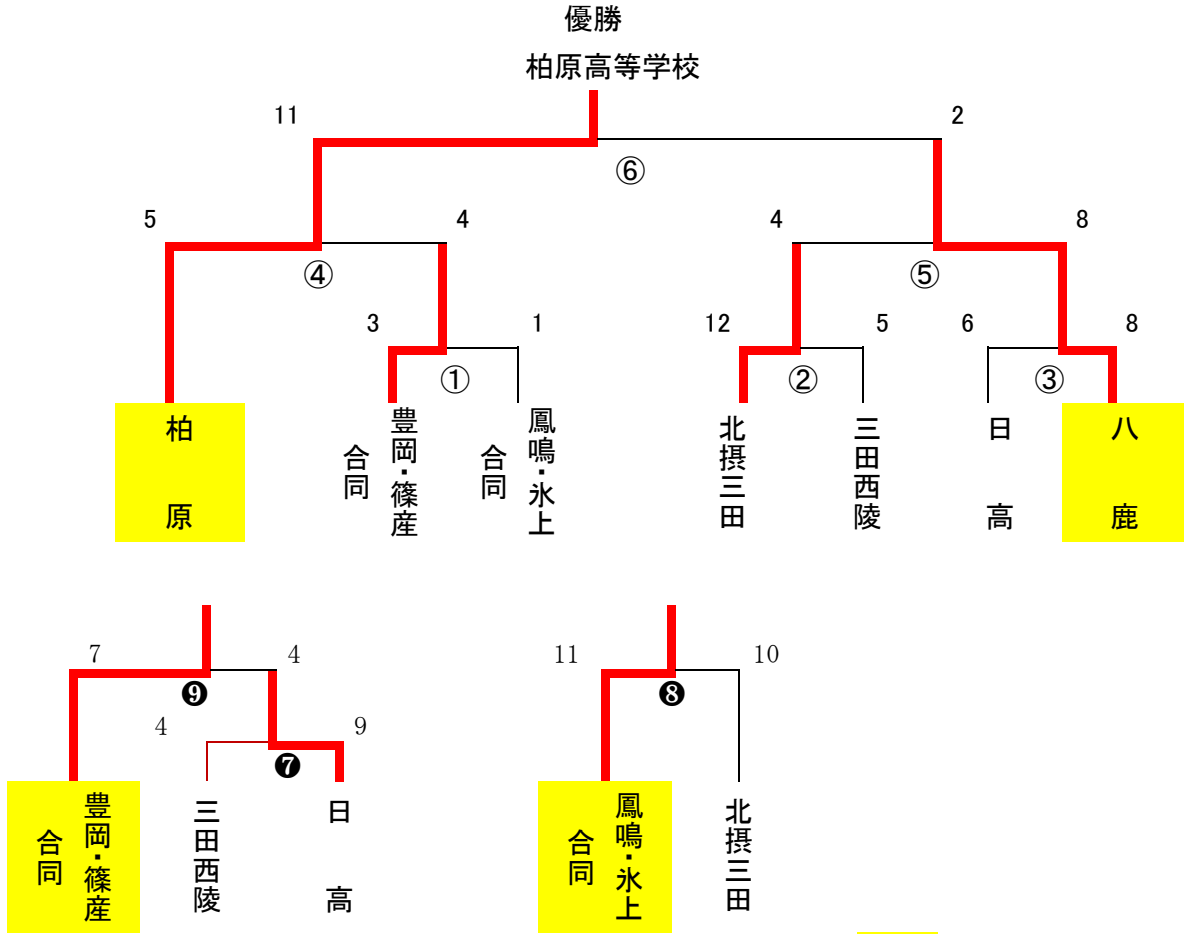 優勝
柏原高等学校
11 2
⑥
5 4 4 8
④ ⑤
3 1 12 5 6 8
① ② ③
柏原
豊岡・篠産
合同
鳳鳴・氷上
合同
北摂三田
三田西陵
日高
八鹿
7 4 11 10
❾ ❽
4 9
❼
豊岡・篠産
合同
三田西陵
日高
鳳鳴・氷上
合同
北摂三田